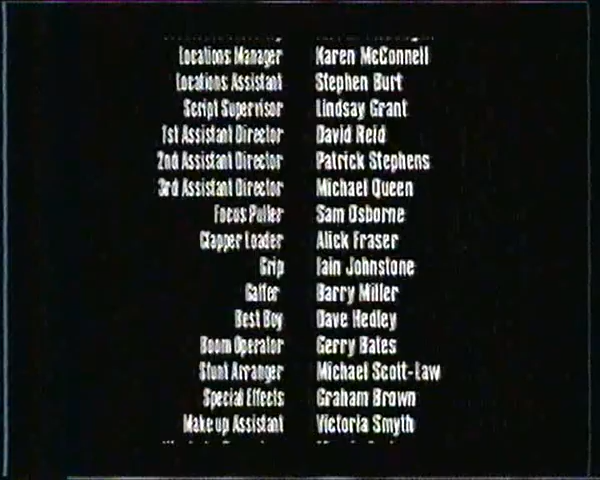 Locations Manager Karen McConnell
Locations Assistant Stephen Burt
Script Supervisor Lindsay Grant
1st Assistant Director David Reid
2nd Assistant Director Patrick Stephens
3rd Assistant Director Michael Queen
Focus Puller Sam Osborne
Clapper Loader Alick Fraser
Grip Iain Johnstone
Gaffer Barry Miller
Best Boy Dave Hedley
Boom Operator Gerry Bates
Stunt Arranger Michael Scott-Law
Special Effects Graham Brown
Make up Assistant Victoria Smyth